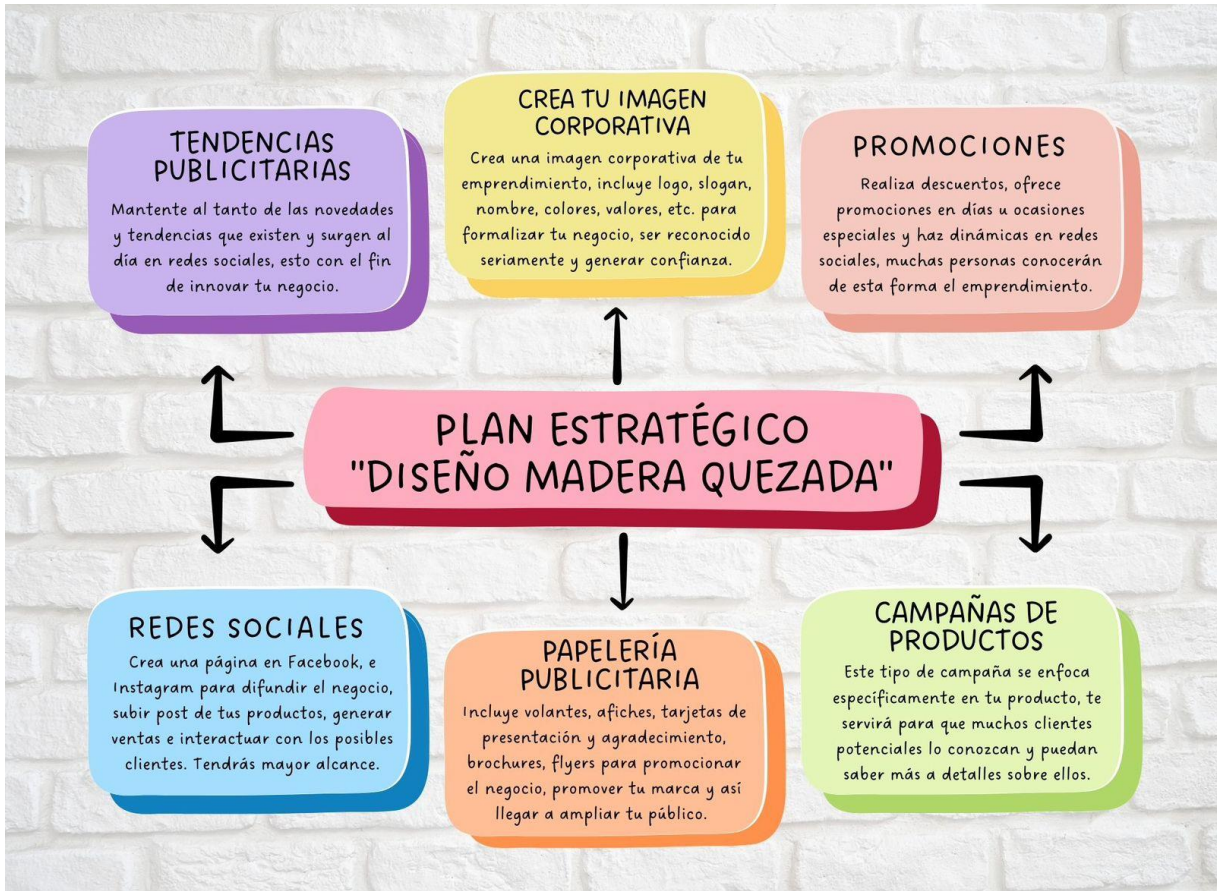 TENDENCIAS
PUBLICITARIAS
Mantente al tanto de las novedades
y tendencias que existen y surgen al
día en redes sociales, esto con el fin
de innovar tu negocio.
CREA TU IMAGEN
CORPORATIVA
Crea una imagen corporativa de tu
emprendimiento, incluye logo, slogan,
nombre, colores, valores, etc. para
formalizar tu negocio, ser reconocido
seriamente y generar confianza.
PROMOCIONES
Realiza descuentos, ofrece
promociones en días u ocasiones
especiales y haz dinámicas en redes
sociales, muchas personas conocerán
de esta forma el emprendimiento.
PLAN ESTRATÉGICO
"DISEÑO MADERA QUEZADA"
REDES SOCIALES
Crea una página en Facebook, e
Instagram para difundir el negocio,
subir post de tus productos, generar
ventas e interactuar con los posibles
clientes. Tendrás mayor alcance.
PAPELERÍA
PUBLICITARIA
Incluye volantes, afiches, tarjetas de
presentación y agradecimiento,
brochures, flyers para promocionar
el negocio, promover tu marca y así
llegar a ampliar tu público.
CAMPAÑAS DE
PRODUCTOS
Este tipo de campaña se enfoca
específicamente en tu producto, te
servirá para que muchos clientes
potenciales lo conozcan y puedan
saber más a detalles sobre ellos.